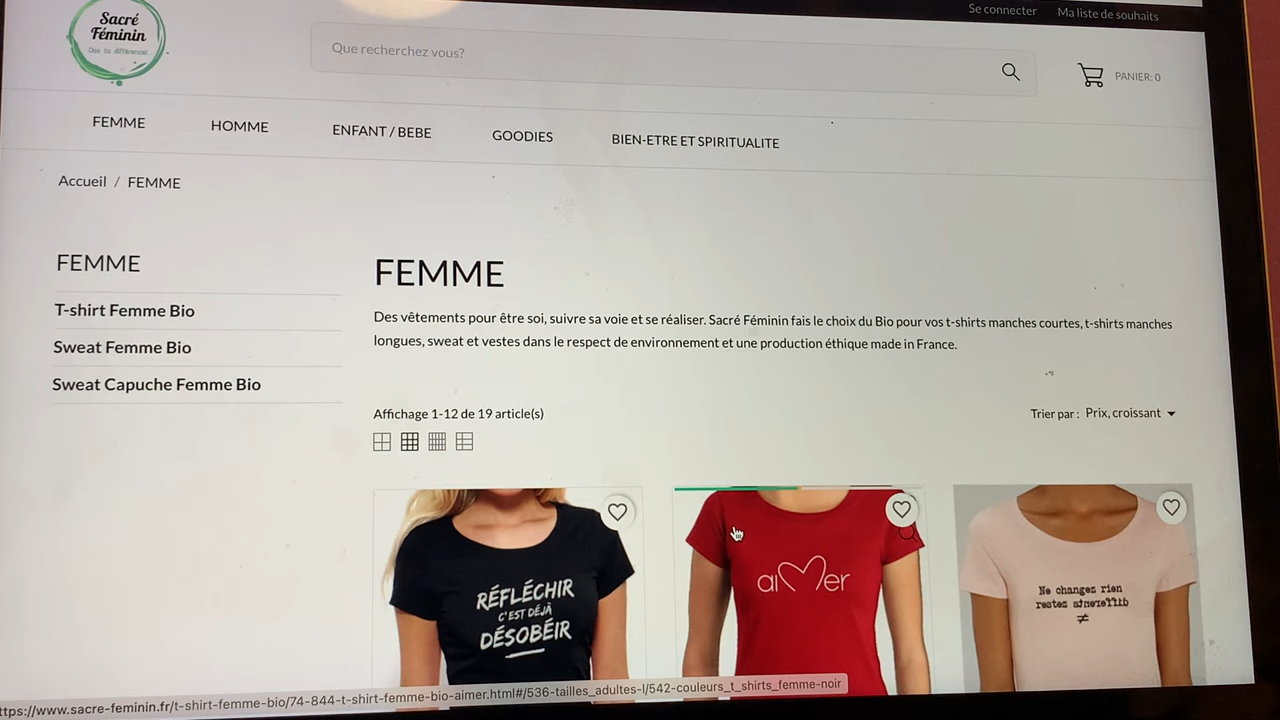 Sacré
Féminin
Ose ta différence!
Se connecter
Ma liste de souhaits
Que recherchez vous?
PANIER: 0
FEMME
HOMME
ENFANT / BEBE
GOODIES
BIEN-ETRE ET SPIRITUALITE
Accueil / FEMME
FEMME
T-shirt Femme Bio
Sweat Femme Bio
Sweat Capuche Femme Bio
FEMME
Des vêtements pour être soi, suivre sa voie et se réaliser. Sacré Féminin fais le choix du Bio pour vos t-shirts manches courtes, t-shirts manches
longues, sweat et vestes dans le respect de environnement et une production éthique made in France.
Affichage 1-12 de 19 article(s)
Trier par : Prix, croissant
RÉFLÉCHIR
C'EST DÉJÀ
DÉSOBÉIR
aimer
Ne changez rien
restez différents
≠
ttps://www.sacre-feminin.fr/t-shirt-femme-bio/74-844-t-shirt-femme-bio-aimer.html#/536-tailles_adultes-l/542-couleurs_t_shirts_femme-noir